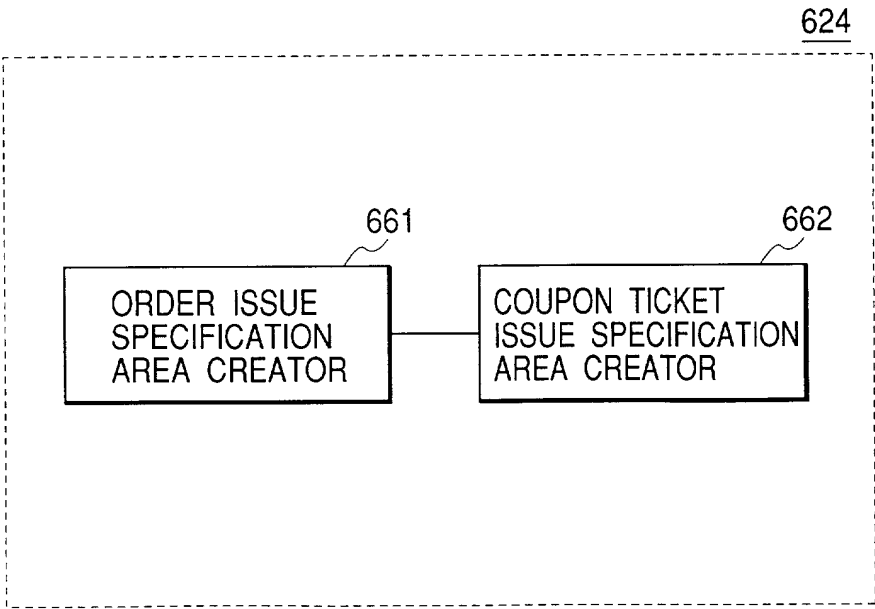 624
661
ORDER ISSUE
SPECIFICATION
AREA CREATOR
662
COUPON TICKET
ISSUE SPECIFICATION
AREA CREATOR